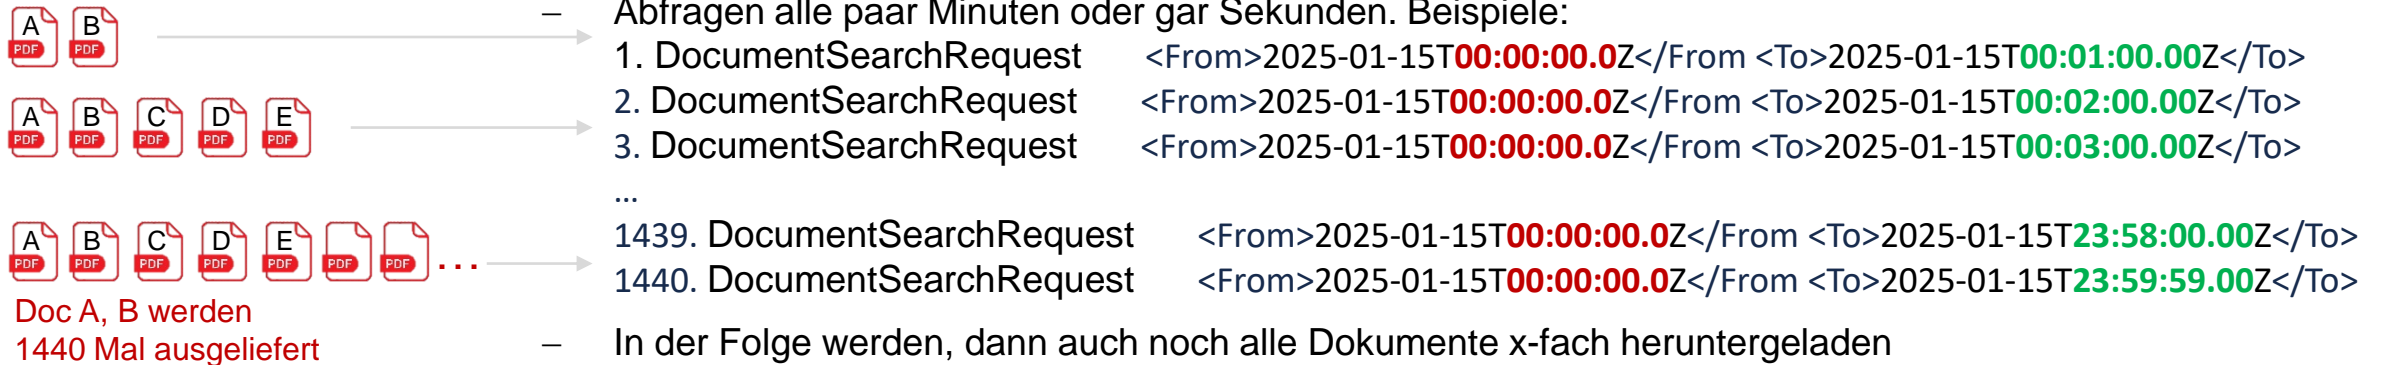 – Abfragen alle paar Minuten oder gar Sekunden. Beispiele:
A B
PDF PDF
1. DocumentSearchRequest <From>2025-01-15T00:00:00.0Z</From <To>2025-01-15T00:01:00.00Z</To>
A B C D E
PDF PDF PDF PDF PDF
2. DocumentSearchRequest <From>2025-01-15T00:00:00.0Z</From <To>2025-01-15T00:02:00.00Z</To>
3. DocumentSearchRequest <From>2025-01-15T00:00:00.0Z</From <To>2025-01-15T00:03:00.00Z</To>
...
A B C D E
PDF PDF PDF PDF PDF PDF PDF ...
1439. DocumentSearchRequest <From>2025-01-15T00:00:00.0Z</From <To>2025-01-15T23:58:00.00Z</To>
1440. DocumentSearchRequest <From>2025-01-15T00:00:00.0Z</From <To>2025-01-15T23:59:59.00Z</To>
Doc A, B werden
1440 Mal ausgeliefert
– In der Folge werden, dann auch noch alle Dokumente x-fach heruntergeladen